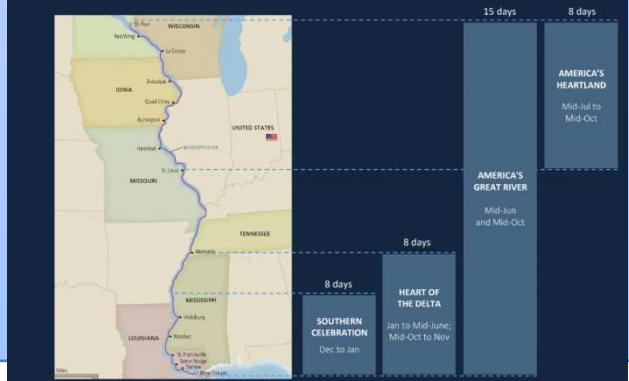 15 days
8 days
St. Paul
WISCONSIN
Red Wing
La Crosse
AMERICA'S
HEARTLAND
Mid-Jul to
Mid-Oct
Dubuque
IOWA
Quad Cities
Burlington
UNITED STATES
Hannibal
MISSISSIPPI RIVER
St. Louis
MISSOURI
AMERICA'S
GREAT RIVER
Mid-Jun
and Mid-Oct
TENNESSEE
Memphis
8 days
8 days
HEART OF
THE DELTA
Jan to Mid-June;
Mid-Oct to Nov
MISSISSIPPI
SOUTHERN
CELEBRATION
Dec to Jan
Vicksburg
Natchez
LOUISIANA
St. Francisville
Baton Rouge
Darrow
New Orleans
Miles